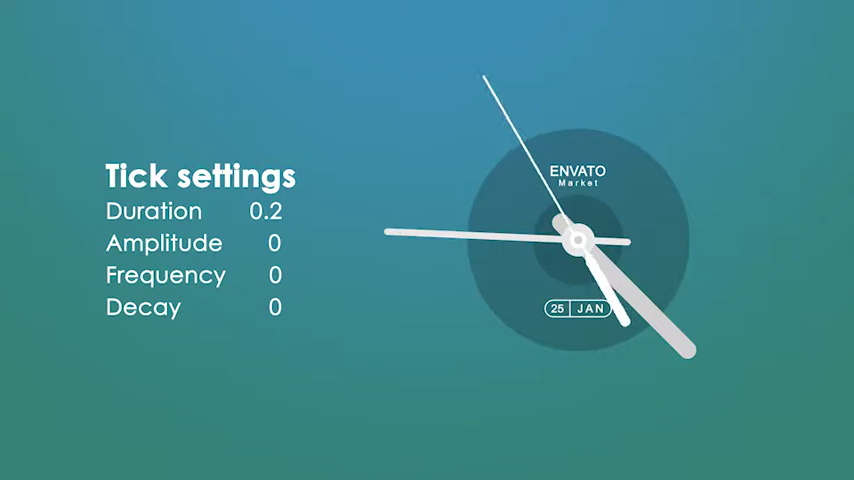 Tick settings
Duration 0.2
Amplitude 0
Frequency 0
Decay 0
ENVATO
Market
25 JAN